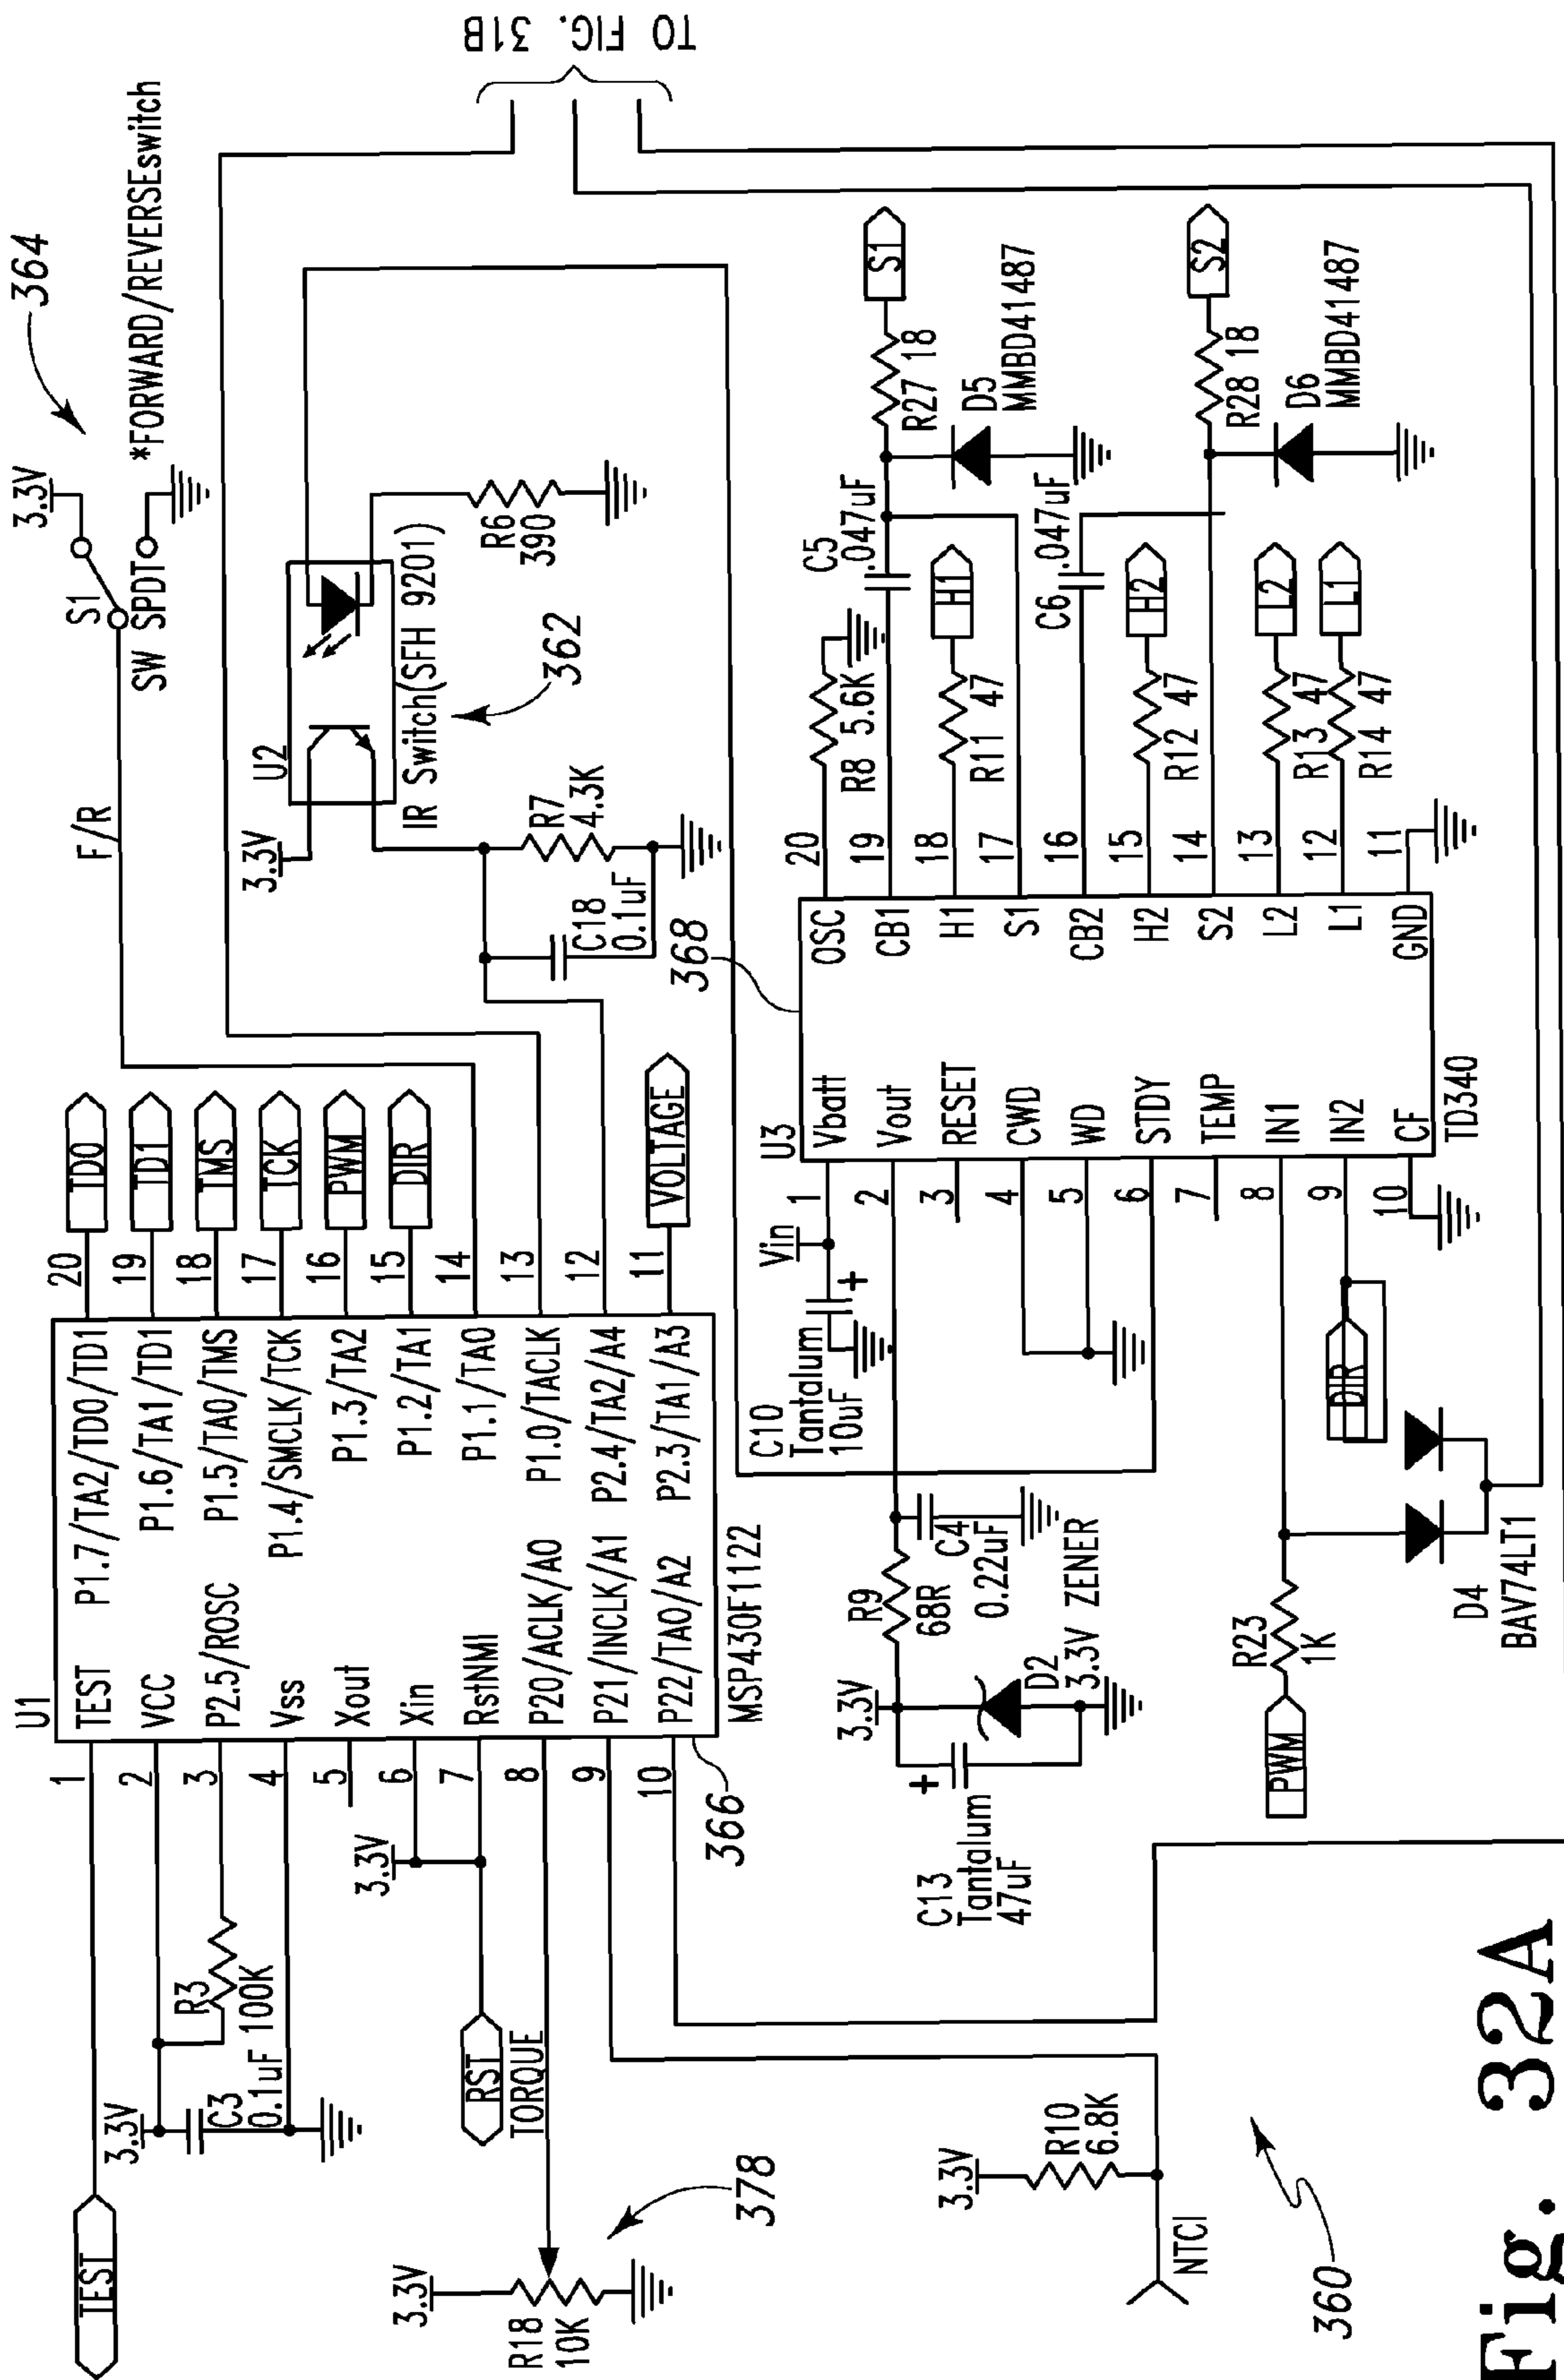 364
3.3V
S1
SW SPDT
*FORWARD/REVERSEswitch
F/R
TO FIG. 31B
U1
TEST
VCC
P2.5/ROSC
Vss
Xout
Xin
RstNMI
P20/ACLK/A0
P21/INCLK/A1
P22/TA0/A2
P1.7/TA2/TD0/TD1
P1.6/TA1/TD1
P1.5/TA0/TMS
P1.4/SMCLK/TCK
P1.3/TA2
P1.2/TA1
P1.1/TA0
P1.0/TACLK
P2.4/TA2/A4
P2.3/TA1/A3
MSP430F1122
366
1
2
3
4
5
6
7
8
9
10
20
19
18
17
16
15
14
13
12
11
TD0
TD1
TMS
TCK
PWM
DIR
VOLTAGE
TEST
3.3V
C3
0.1uF
R3
100K
3.3V
RST
TORQUE
3.3V
R18
10K
378
3.3V
R10
6.8K
NTCI
360
3.3V
U2
IR Switch(SFH 9201)
362
R6
390
R7
4.3K
C18
0.1uF
368
U3
Vbatt
Vout
RESET
CWD
WD
STDY
TEMP
IN1
IN2
CF
OSC
CB1
H1
S1
CB2
H2
S2
L2
L1
GND
TD340
1
2
3
4
5
6
7
8
9
10
20
19
18
17
16
15
14
13
12
11
Vin
C10
Tantalum
10uF
+
R9
68R
C4
0.22uF
3.3V
D2
3.3V ZENER
+
C13
Tantalum
47uF
PWM
R23
1K
DIR
D4
BAV74LT1
R8 5.6K
C5
.047uF
H1
R11 47
C6
.047uF
H2
R12 47
L2
R13 47
L1
R14 47
R27 18
S1
D5
MMBD41487
R28 18
S2
D6
MMBD41487
Fig. 32A